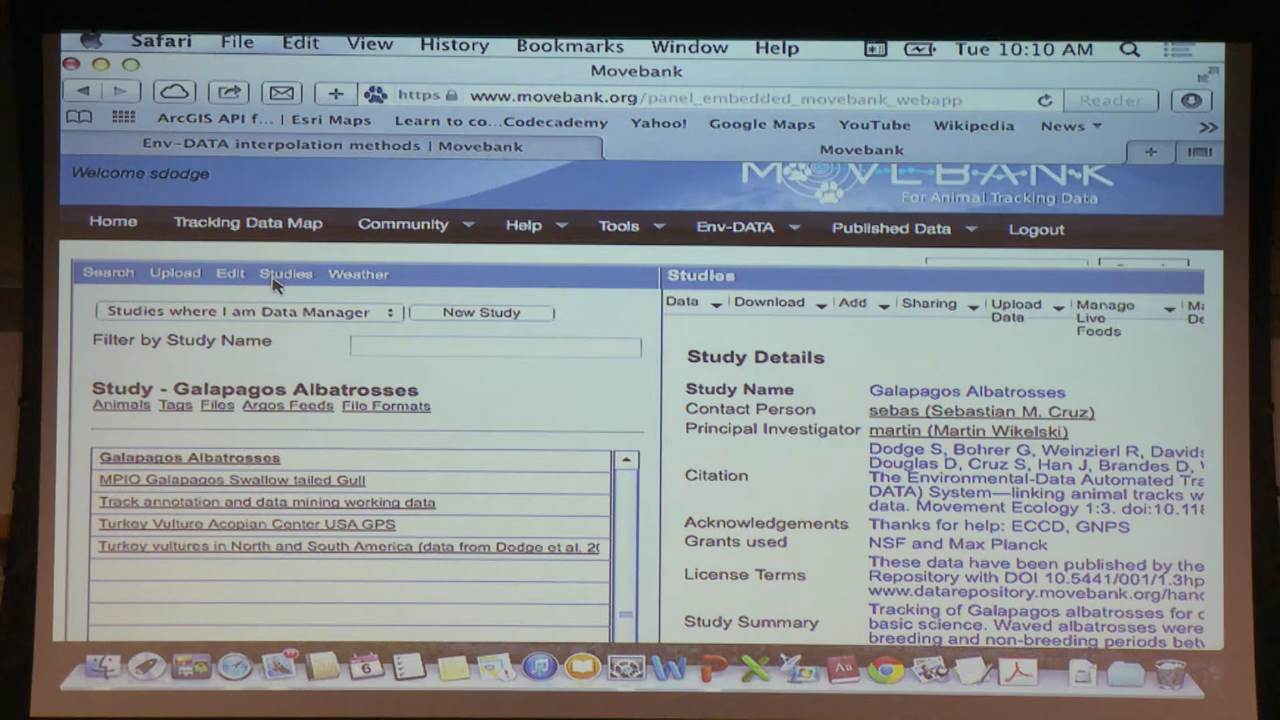 Safari File Edit View History Bookmarks Window Help Tue 10:10 AM
Movebank
https www.movebank.org/panel_embedded_movebank_webapp Reader
ArcGIS API f... | Esri Maps Learn to co...Codecademy Yahoo! Google Maps YouTube Wikipedia News
Env-DATA interpolation methods | Movebank Movebank
Welcome sdodge
MOVEBANK
For Animal Tracking Data
Home Tracking Data Map Community Help Tools Env-DATA Published Data Logout
Search Upload Edit Studies Weather
Studies where I am Data Manager New Study
Filter by Study Name
Study - Galapagos Albatrosses
Animals Tags Files Argos Feeds File Formats
Galapagos Albatrosses
MPIO Galapagos Swallow tailed Gull
Track annotation and data mining working data
Turkey Vulture Acopian Center USA GPS
Turkey vultures in North and South America (data from Dodge et al. 20
Studies
Data Download Add Sharing Upload Data Manage Live Feeds
Study Details
Study Name Galapagos Albatrosses
Contact Person sebas (Sebastian M. Cruz)
Principal Investigator martin (Martin Wikelski)
Citation
Dodge S, Bohrer G, Weinzierl R, Davids
Douglas D, Cruz S, Han J, Brandes D,
The Environmental-Data Automated Tra
DATA) System—linking animal tracks w
data. Movement Ecology 1:3. doi:10.118
Acknowledgements Thanks for help: ECCD, GNPS
Grants used NSF and Max Planck
License Terms
These data have been published by the
Repository with DOI 10.5441/001/1.3hp
www.datarepository.movebank.org/hand
Study Summary
Tracking of Galapagos albatrosses for c
basic science. Waved albatrosses were
breeding and non-breeding periods bet
6